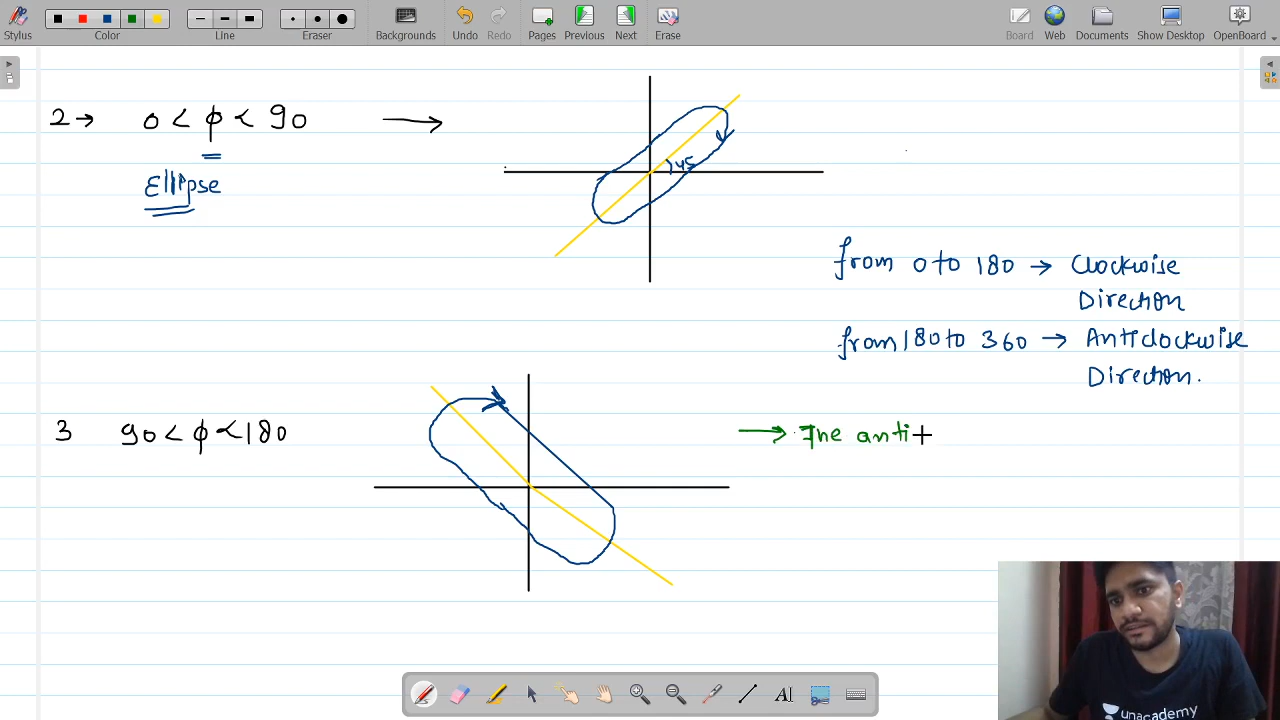 Stylus
Color
Line
Eraser
Backgrounds
Undo
Redo
Pages
Previous
Next
Erase
Board
Web
Documents
Show Desktop
OpenBoard
2→ 0 < ϕ < 90 →
Ellipse
45
from 0 to 180 → Clockwise
Direction
from 180 to 360 → Anticlockwise
Direction.
3 90 < ϕ < 180
→ The anti
unacademy